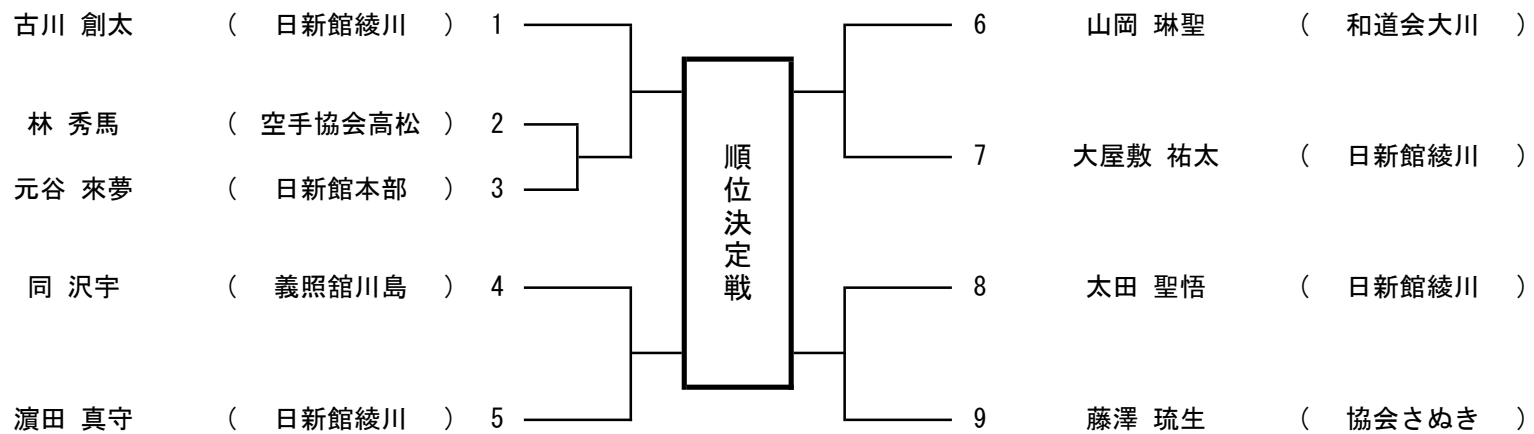 古川 創太 ( 日新館綾川 ) 1
林 秀馬 ( 空手協会高松 ) 2
元谷 來夢 ( 日新館本部 ) 3
同 沢宇 ( 義照舘川島 ) 4
濵田 真守 ( 日新館綾川 ) 5
順位決定戦
6 山岡 琳聖 ( 和道会大川 )
7 大屋敷 祐太 ( 日新館綾川 )
8 太田 聖悟 ( 日新館綾川 )
9 藤澤 琉生 ( 協会さぬき )